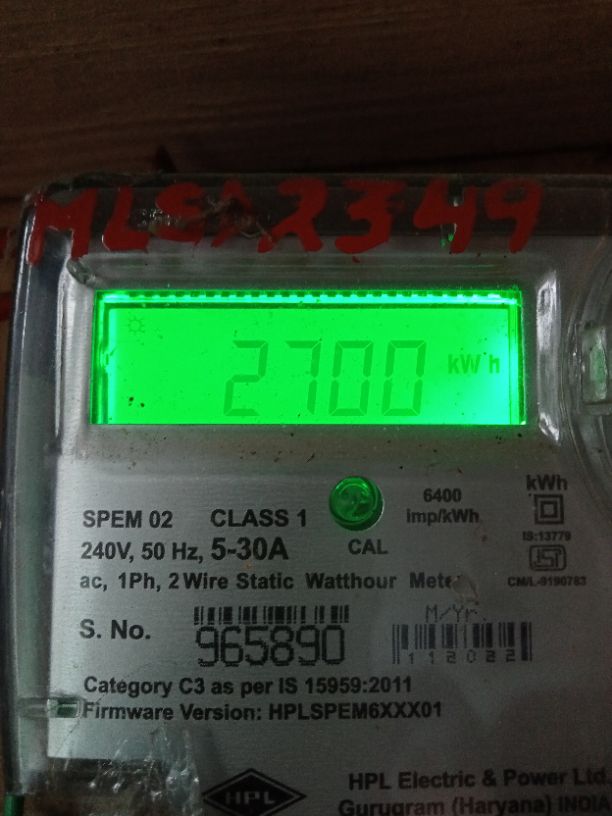 MLEA2349
2700 kWh
6400
imp/kWh
kWh
SPEM 02 CLASS 1
CAL
IS:13779
240V, 50 Hz, 5-30A
ac, 1Ph, 2 Wire Static Watthour Meter
CM/L-9190783
M/Yr.
S. No. 965890
112022
Category C3 as per IS 15959:2011
Firmware Version: HPLSPEM6XXX01
HPL
HPL Electric & Power Ltd.
Gurugram (Haryana) INDIA